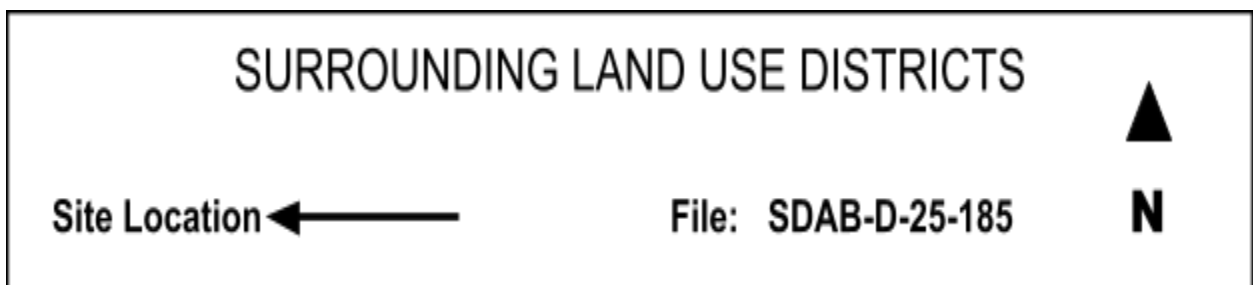 SURROUNDING LAND USE DISTRICTS
Site Location
File: SDAB-D-25-185
N